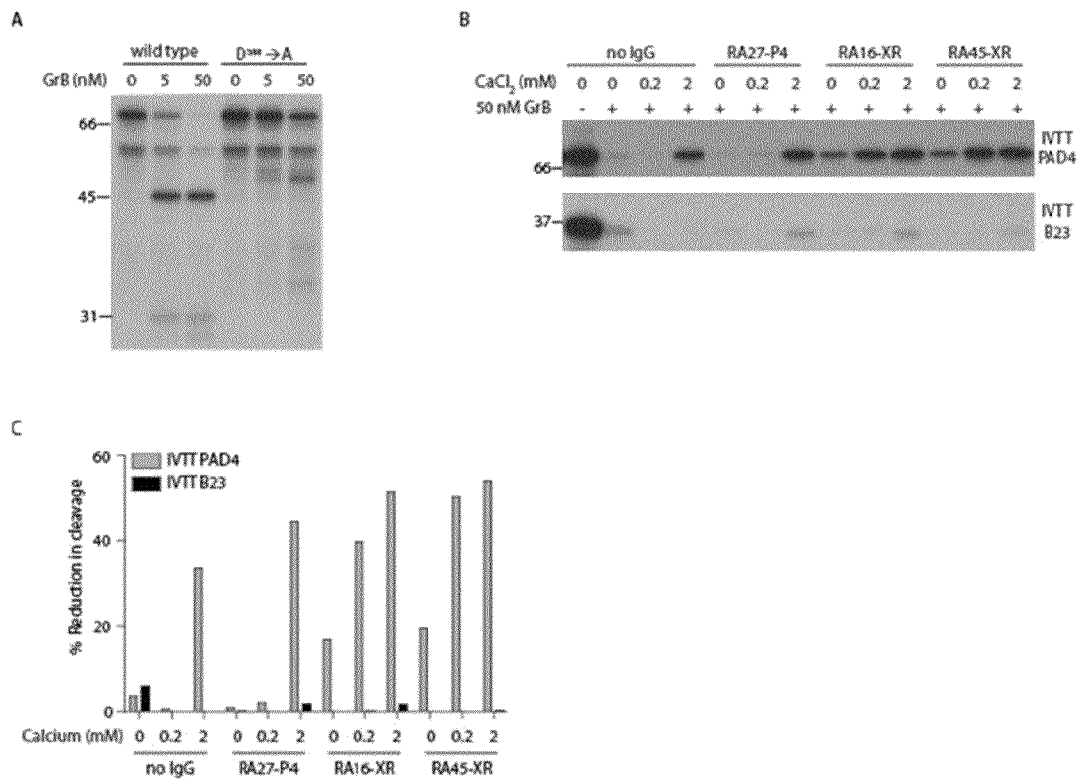 A
wild type D →A
GrB (nM) 0 5 50 0 5 50
66
45
31
B
no IgG RA27-P4 RA16-XR RA45-XR
CaCl2 (mM) 0 0 0.2 2 0 0.2 2 0 0.2 2 0 0.2 2
50 nM GrB - + + + + + + + + + + + +
66
IVTT
PAD4
37
IVTT
B23
C
60
40
20
0
% Reduction in cleavage
IVTT PAD4
IVTT B23
Calcium (mM) 0 0.2 2 0 0.2 2 0 0.2 2 0 0.2 2
no IgG RA27-P4 RA16-XR RA45-XR